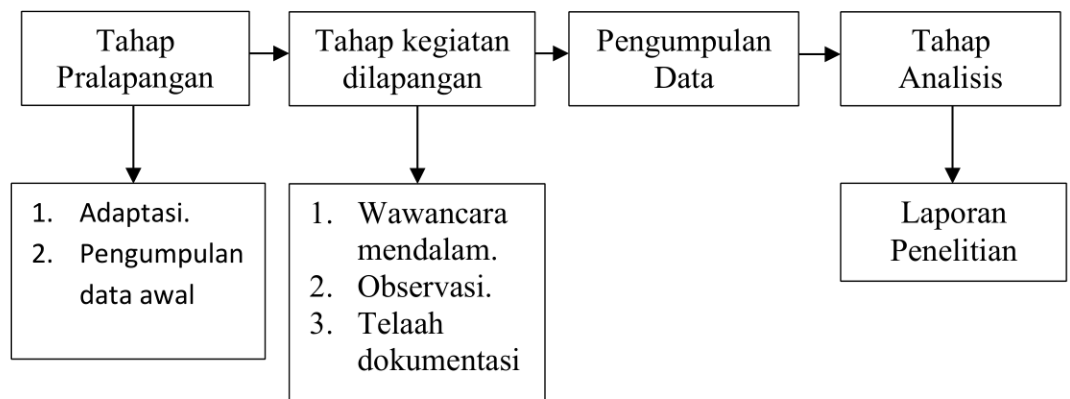 Tahap
Pralapangan
Tahap kegiatan
dilapangan
Pengumpulan
Data
Tahap
Analisis
1. Adaptasi.
2. Pengumpulan
data awal
1. Wawancara
mendalam.
2. Observasi.
3. Telaah
dokumentasi
Laporan
Penelitian